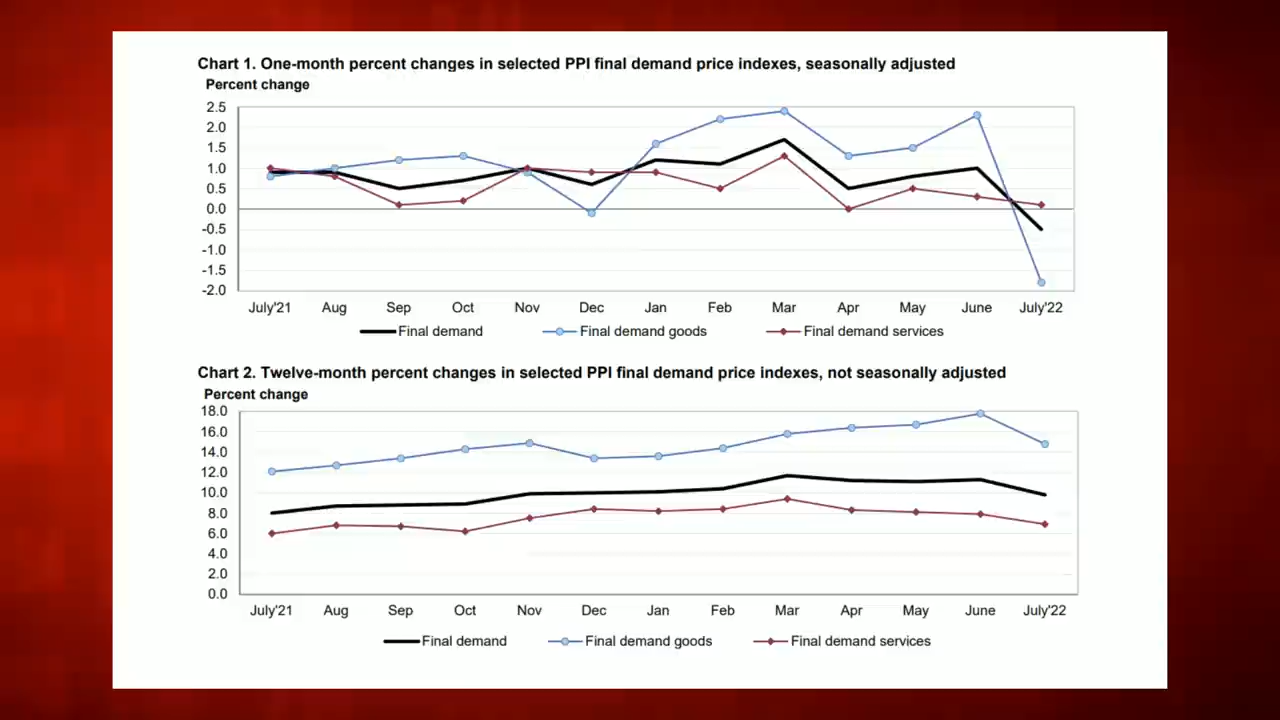 Chart 1. One-month percent changes in selected PPI final demand price indexes, seasonally adjusted
Percent change
2.5
2.0
1.5
1.0
0.5
0.0
-0.5
-1.0
-1.5
-2.0
July'21 Aug Sep Oct Nov Dec Jan Feb Mar Apr May June July'22
Final demand Final demand goods Final demand services
Chart 2. Twelve-month percent changes in selected PPI final demand price indexes, not seasonally adjusted
Percent change
18.0
16.0
14.0
12.0
10.0
8.0
6.0
4.0
2.0
0.0
July'21 Aug Sep Oct Nov Dec Jan Feb Mar Apr May June July'22
Final demand Final demand goods Final demand services